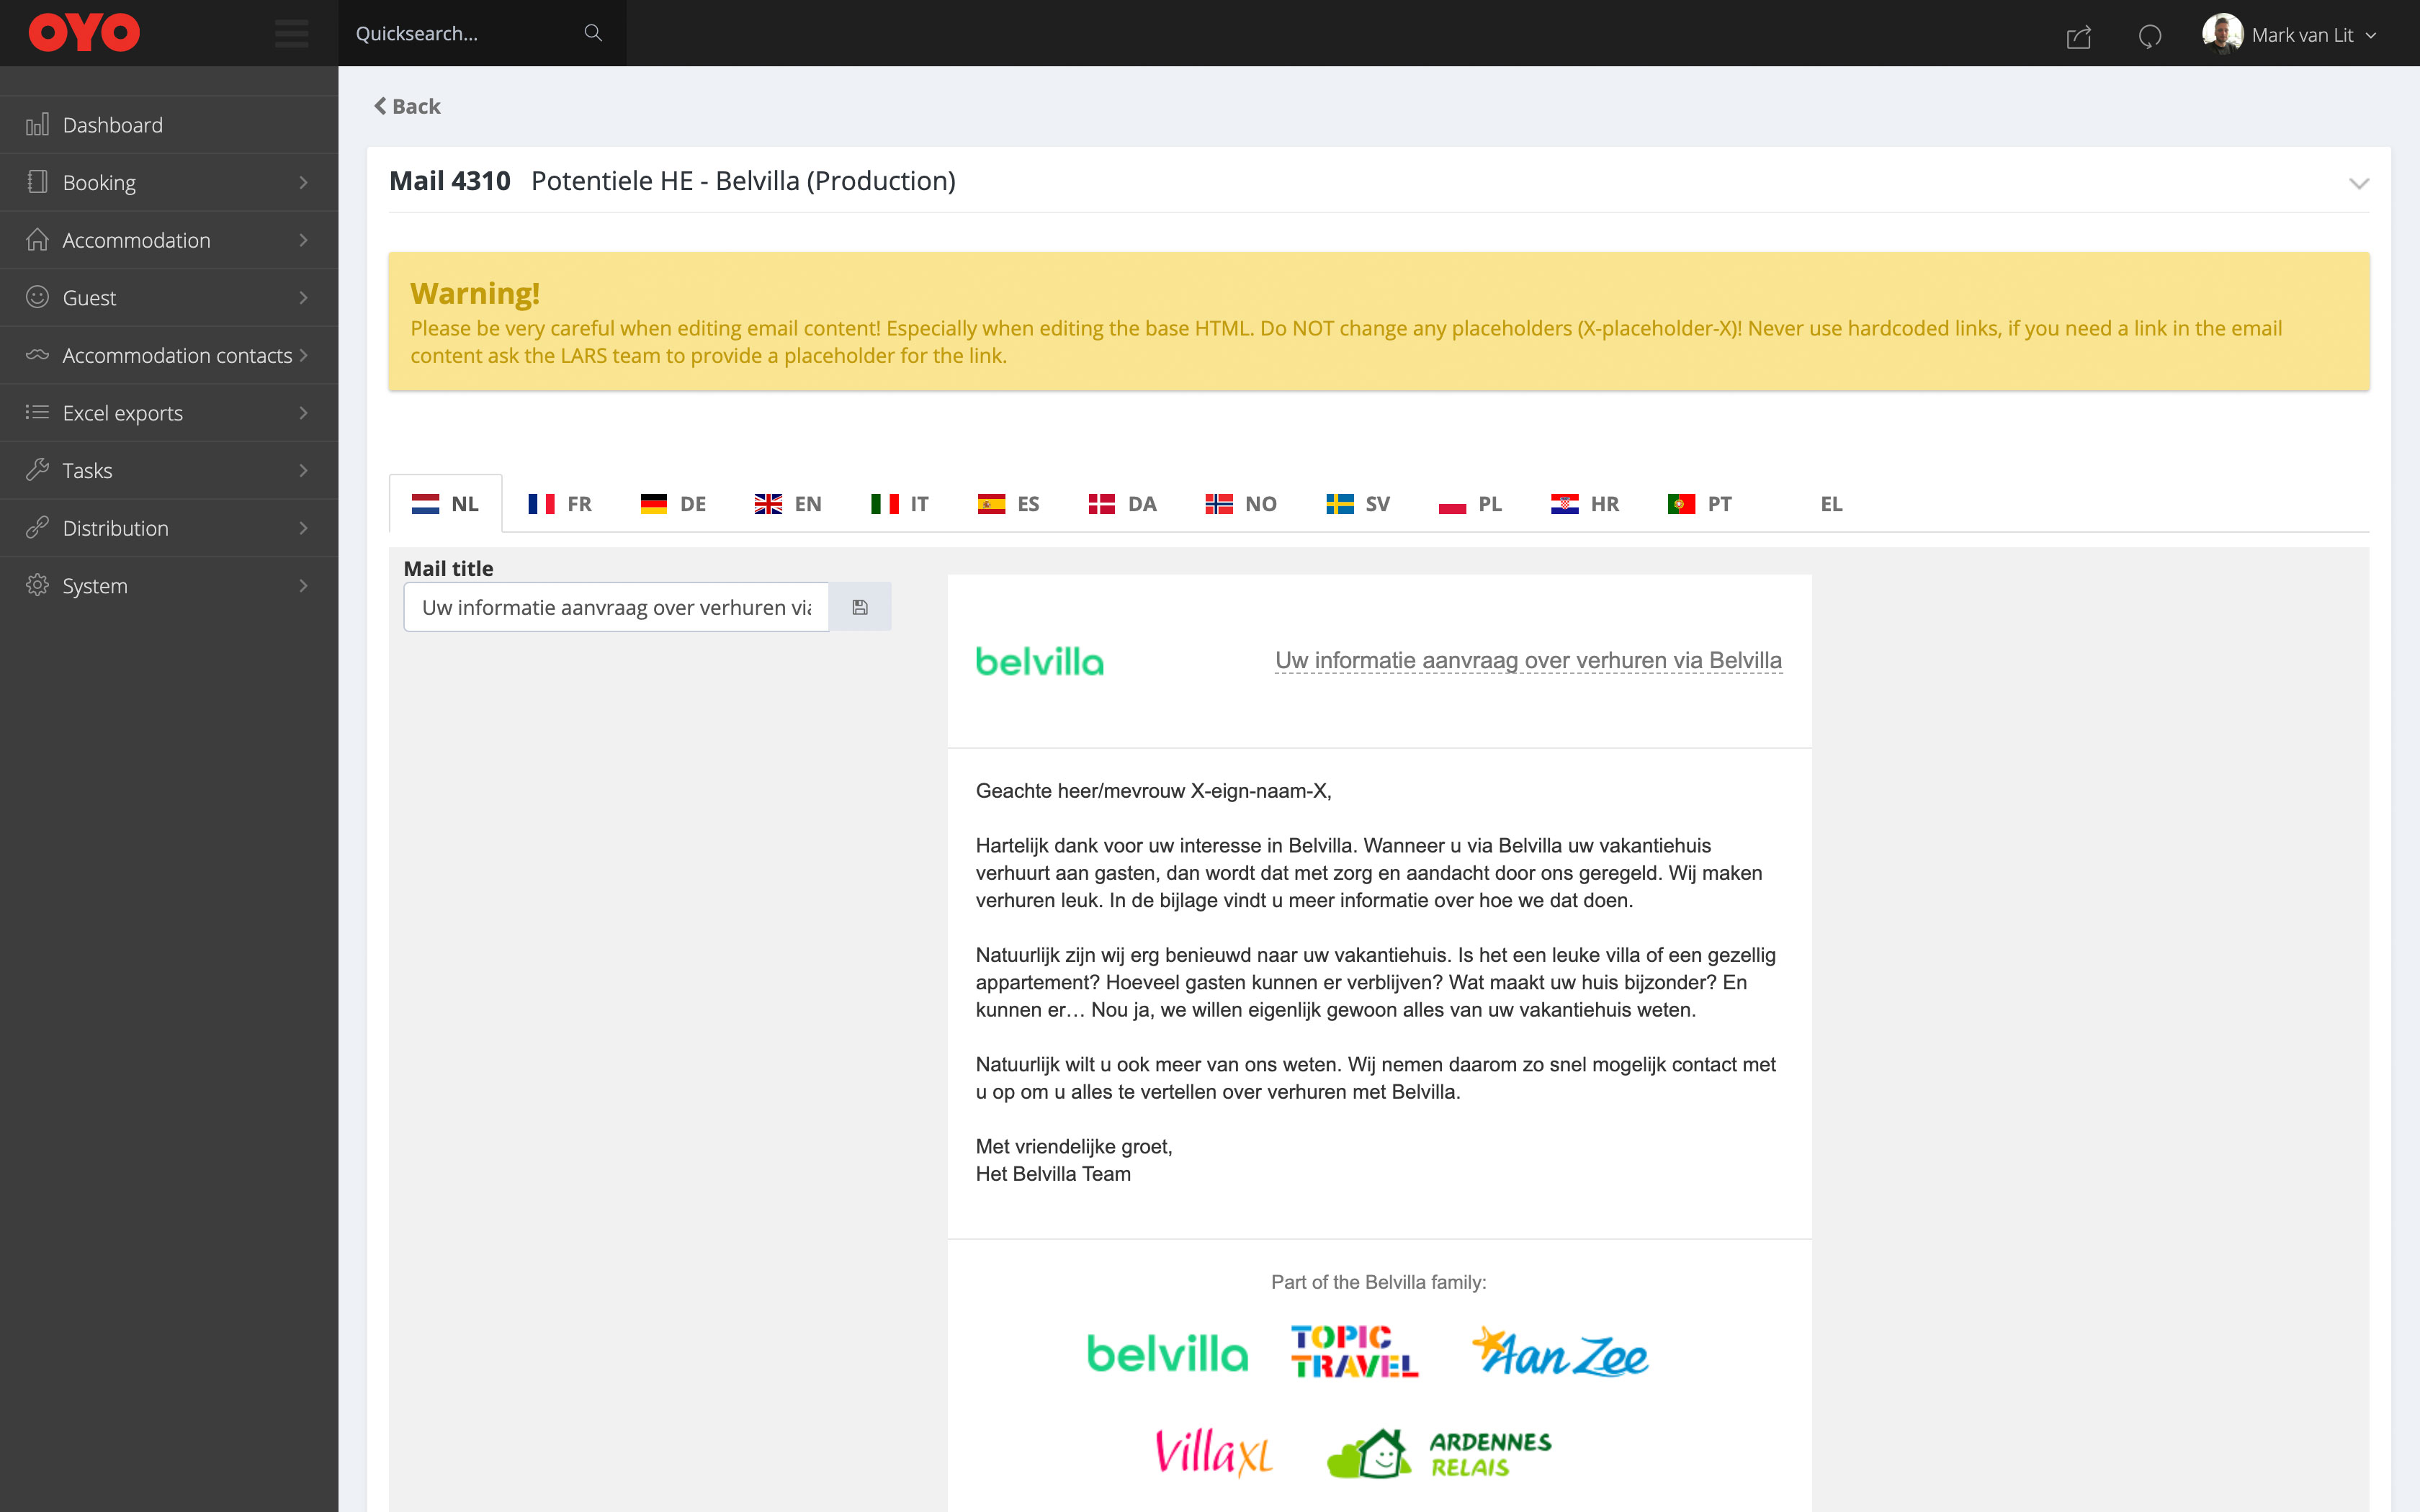 OYO
Quicksearch...
Mark van Lit
Dashboard
Booking
Accommodation
Guest
Accommodation contacts
Excel exports
Tasks
Distribution
System
Back
Mail 4310 Potentiele HE - Belvilla (Production)
Warning!
Please be very careful when editing email content! Especially when editing the base HTML. Do NOT change any placeholders (X-placeholder-X)! Never use hardcoded links, if you need a link in the email
content ask the LARS team to provide a placeholder for the link.
NL FR DE EN IT ES DA NO SV PL HR PT EL
Mail title
Uw informatie aanvraag over verhuren via
belvilla
Uw informatie aanvraag over verhuren via Belvilla
Geachte heer/mevrouw X-eign-naam-X,
Hartelijk dank voor uw interesse in Belvilla. Wanneer u via Belvilla uw vakantiehuis
verhuurt aan gasten, dan wordt dat met zorg en aandacht door ons geregeld. Wij maken
verhuren leuk. In de bijlage vindt u meer informatie over hoe we dat doen.
Natuurlijk zijn wij erg benieuwd naar uw vakantiehuis. Is het een leuke villa of een gezellig
appartement? Hoeveel gasten kunnen er verblijven? Wat maakt uw huis bijzonder? En
kunnen er… Nou ja, we willen eigenlijk gewoon alles van uw vakantiehuis weten.
Natuurlijk wilt u ook meer van ons weten. Wij nemen daarom zo snel mogelijk contact met
u op om u alles te vertellen over verhuren met Belvilla.
Met vriendelijke groet,
Het Belvilla Team
Part of the Belvilla family:
belvilla
TOPIC
TRAVEL
Aan Zee
VillaXL
ARDENNES
RELAIS